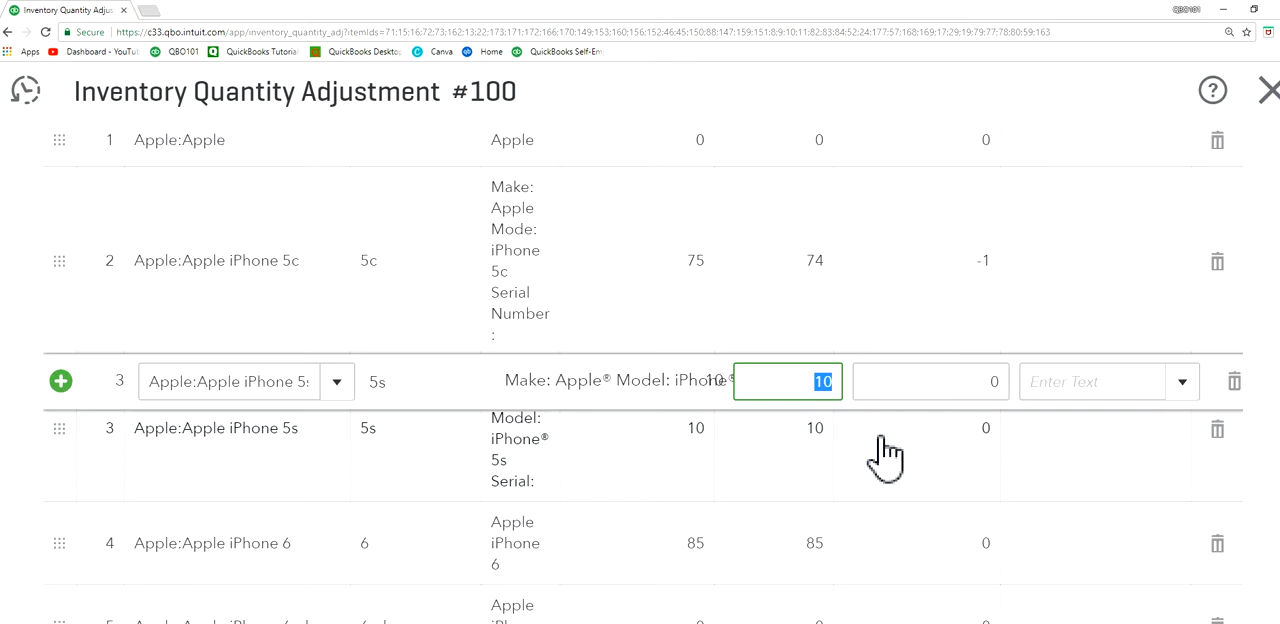 Inventory Quantity Adjus
QBO101
Secure
https://c33.qbo.intuit.com/app/inventory_quantity_adj?itemIds=71;15;16;72;73;162;13;22;173;171;172;166;170;149;153;160;156;152;46;45;150;88;147;159;151;8;9;10;11;82;83;84;52;24;177;57;168;169;17;29;19;79;77;78;80;59;163
Apps
Dashboard - YouTu
QBO101
QuickBooks Tutorial
QuickBooks Deskto
Canva
Home
QuickBooks Self-Em
Inventory Quantity Adjustment #100
?
1 Apple:Apple Apple 0 0 0
Make:
Apple
Mode:
iPhone
2 Apple:Apple iPhone 5c 5c 75 74 -1
5c
Serial
Number
:
3 Apple:Apple iPhone 5s 5s Make: Apple® Model: iPhone® 10 10 0 Enter Text
Model:
3 Apple:Apple iPhone 5s 5s 10 10 0
iPhone®
5s
Serial:
Apple
4 Apple:Apple iPhone 6 6 iPhone 85 85 0
6
Apple